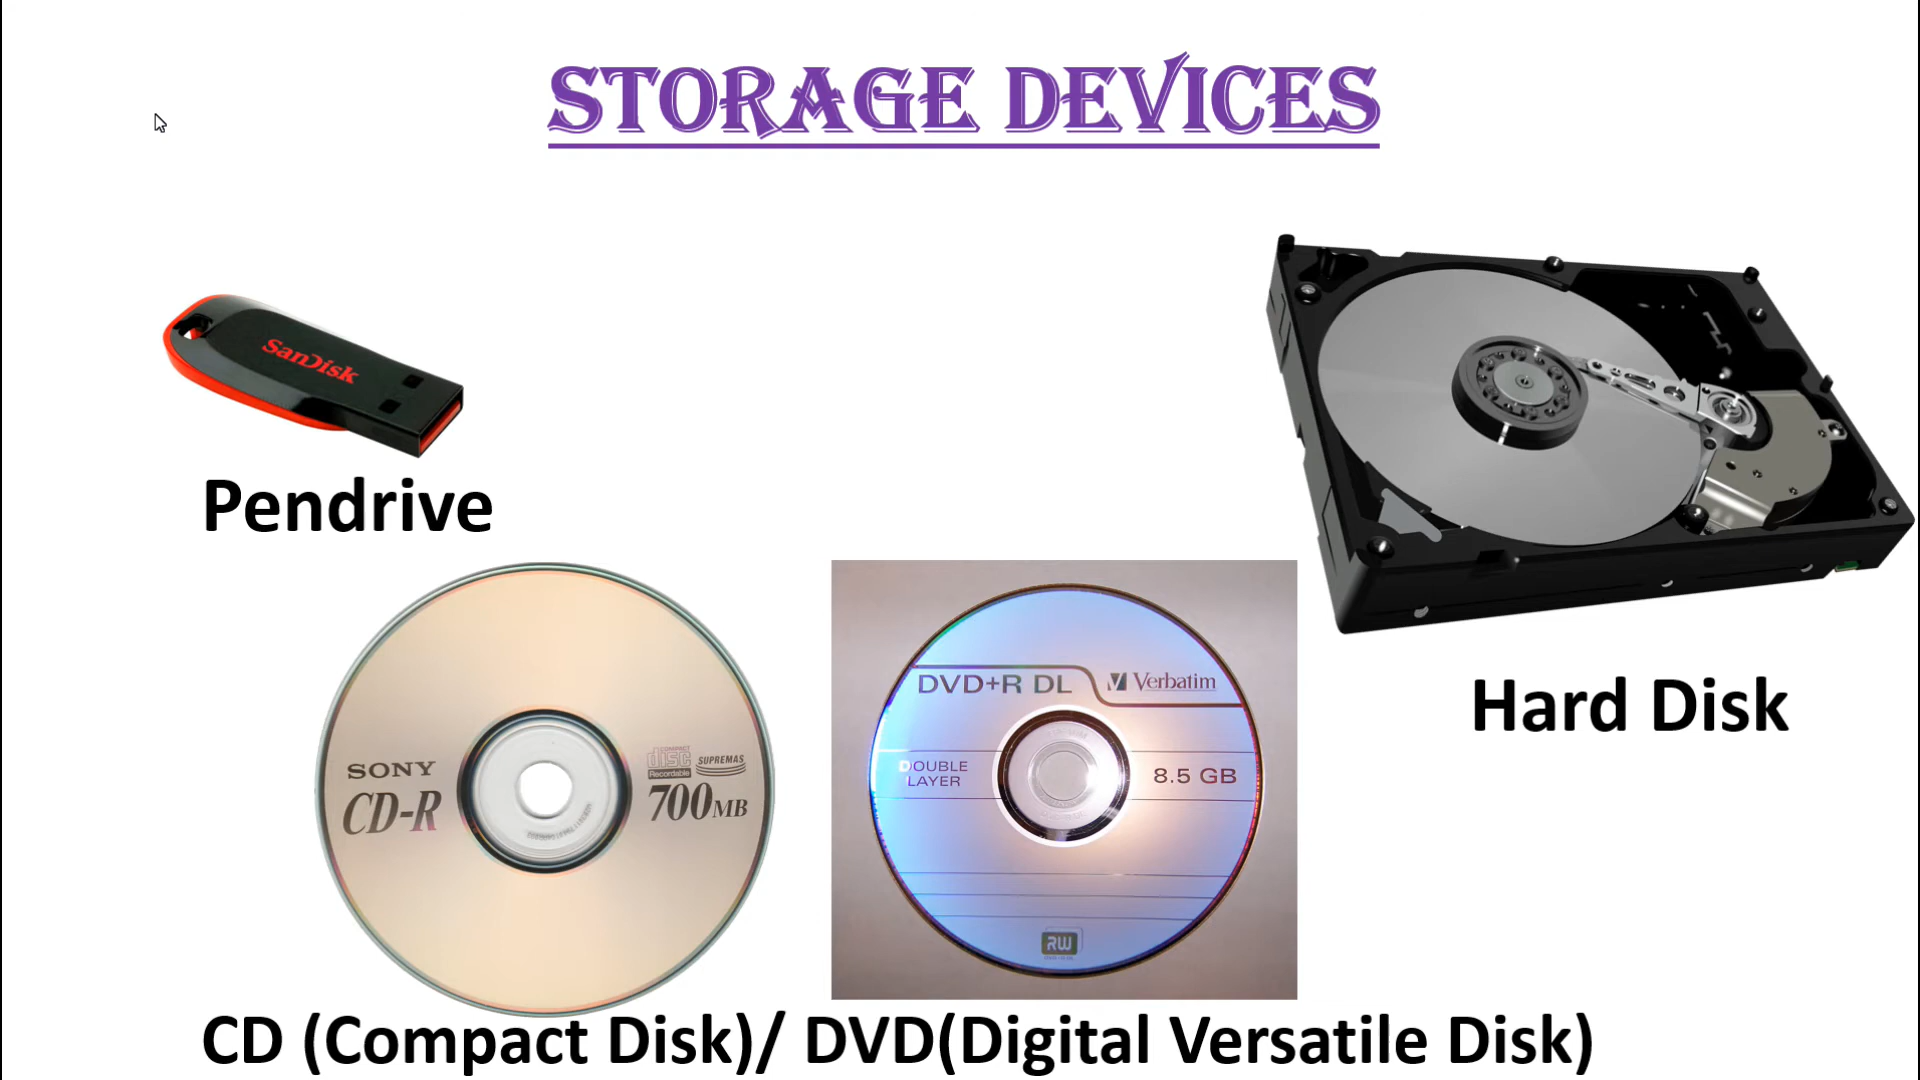 STORAGE DEVICES
SanDisk
Pendrive
Hard Disk
SONY
CD-R
COMPACT
disc
Recordable
SUPREMAS
700MB
DVD+R DL
Verbatim
DOUBLE
LAYER
8.5 GB
RW
CD (Compact Disk)/ DVD(Digital Versatile Disk)